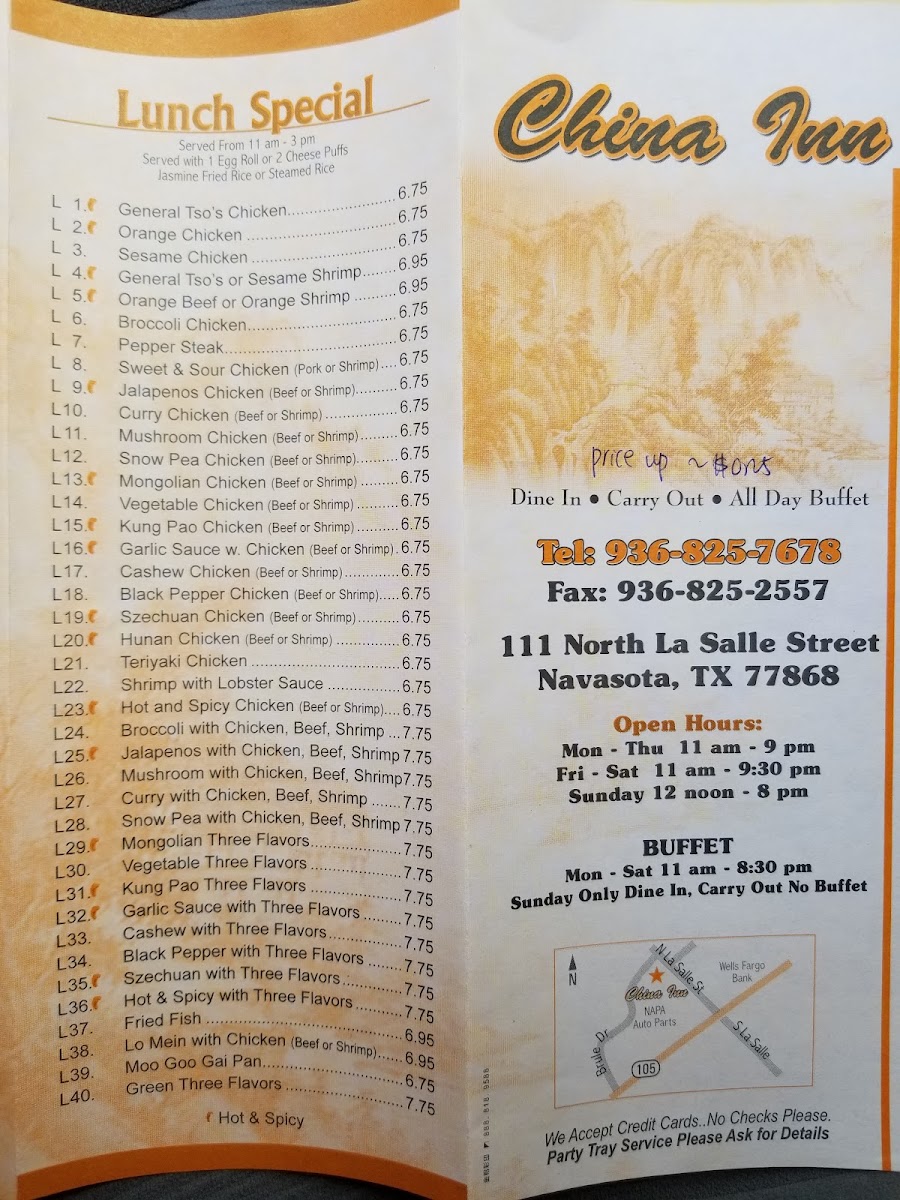 Lunch Special
Served From 11 am - 3 pm
Served with 1 Egg Roll or 2 Cheese Puffs
Jasmine Fried Rice or Steamed Rice
L 1. General Tso's Chicken 6.75
L 2. Orange Chicken 6.75
L 3. Sesame Chicken 6.75
L 4. General Tso's or Sesame Shrimp 6.95
L 5. Orange Beef or Orange Shrimp 6.95
L 6. Broccoli Chicken 6.75
L 7. Pepper Steak 6.75
L 8. Sweet & Sour Chicken (Pork or Shrimp) 6.75
L 9. Jalapenos Chicken (Beef or Shrimp) 6.75
L10. Curry Chicken (Beef or Shrimp) 6.75
L11. Mushroom Chicken (Beef or Shrimp) 6.75
L12. Snow Pea Chicken (Beef or Shrimp) 6.75
L13. Mongolian Chicken (Beef or Shrimp) 6.75
L14. Vegetable Chicken (Beef or Shrimp) 6.75
L15. Kung Pao Chicken (Beef or Shrimp) 6.75
L16. Garlic Sauce w. Chicken (Beef or Shrimp) 6.75
L17. Cashew Chicken (Beef or Shrimp) 6.75
L18. Black Pepper Chicken (Beef or Shrimp) 6.75
L19. Szechuan Chicken (Beef or Shrimp) 6.75
L20. Hunan Chicken (Beef or Shrimp) 6.75
L21. Teriyaki Chicken 6.75
L22. Shrimp with Lobster Sauce 6.75
L23. Hot and Spicy Chicken (Beef or Shrimp) 6.75
L24. Broccoli with Chicken, Beef, Shrimp 7.75
L25. Jalapenos with Chicken, Beef, Shrimp 7.75
L26. Mushroom with Chicken, Beef, Shrimp 7.75
L27. Curry with Chicken, Beef, Shrimp 7.75
L28. Snow Pea with Chicken, Beef, Shrimp 7.75
L29. Mongolian Three Flavors 7.75
L30. Vegetable Three Flavors 7.75
L31. Kung Pao Three Flavors 7.75
L32. Garlic Sauce with Three Flavors 7.75
L33. Cashew with Three Flavors 7.75
L34. Black Pepper with Three Flavors 7.75
L35. Szechuan with Three Flavors 7.75
L36. Hot & Spicy with Three Flavors 7.75
L37. Fried Fish 6.95
L38. Lo Mein with Chicken (Beef or Shrimp) 6.95
L39. Moo Goo Gai Pan 6.75
L40. Green Three Flavors 7.75
Hot & Spicy
China Inn
price up ~ $0.25
Dine In • Carry Out • All Day Buffet
Tel: 936-825-7678
Fax: 936-825-2557
111 North La Salle Street
Navasota, TX 77868
Open Hours:
Mon - Thu 11 am - 9 pm
Fri - Sat 11 am - 9:30 pm
Sunday 12 noon - 8 pm
BUFFET
Mon - Sat 11 am - 8:30 pm
Sunday Only Dine In, Carry Out No Buffet
N
N La Salle St
Wells Fargo
Bank
China Inn
NAPA
Auto Parts
Brule Dr
S La Salle
105
We Accept Credit Cards..No Checks Please.
Party Tray Service Please Ask for Details
888. 818. 9588